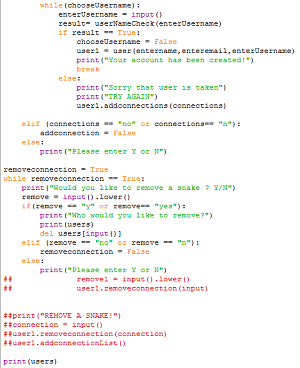 while(chooseUsername):
enterUsername = input()
result= userNameCheck(enterUsername)
if result == True:
chooseUsername = False
user1 = user(entername,enteremail,enterUsername)
print("Your account has been created!")
break
else:
print("Sorry that user is taken")
print("TRY AGAIN")
user1.addconnections(connections)
elif (connections == "no" or connections== "n"):
addconnection = False
else:
print("Please enter Y or N")
removeconnection = True
while removeconnection == True:
print("Would you like to remove a snake ? Y/N")
remove = input().lower()
if(remove == "y" or remove== "yes"):
print("Who would you like to remove?")
print(users)
del users[input()]
elif (remove == "no" or remove == "n"):
removeconnection = False
else:
print("Please enter Y or N")
## remove1 = input().lower()
## user1.removeconnection(input)
##print("REMOVE A SNAKE!")
##connection = input()
##user1.removeconnection(connection)
##user1.addconnectionList()
print(users)